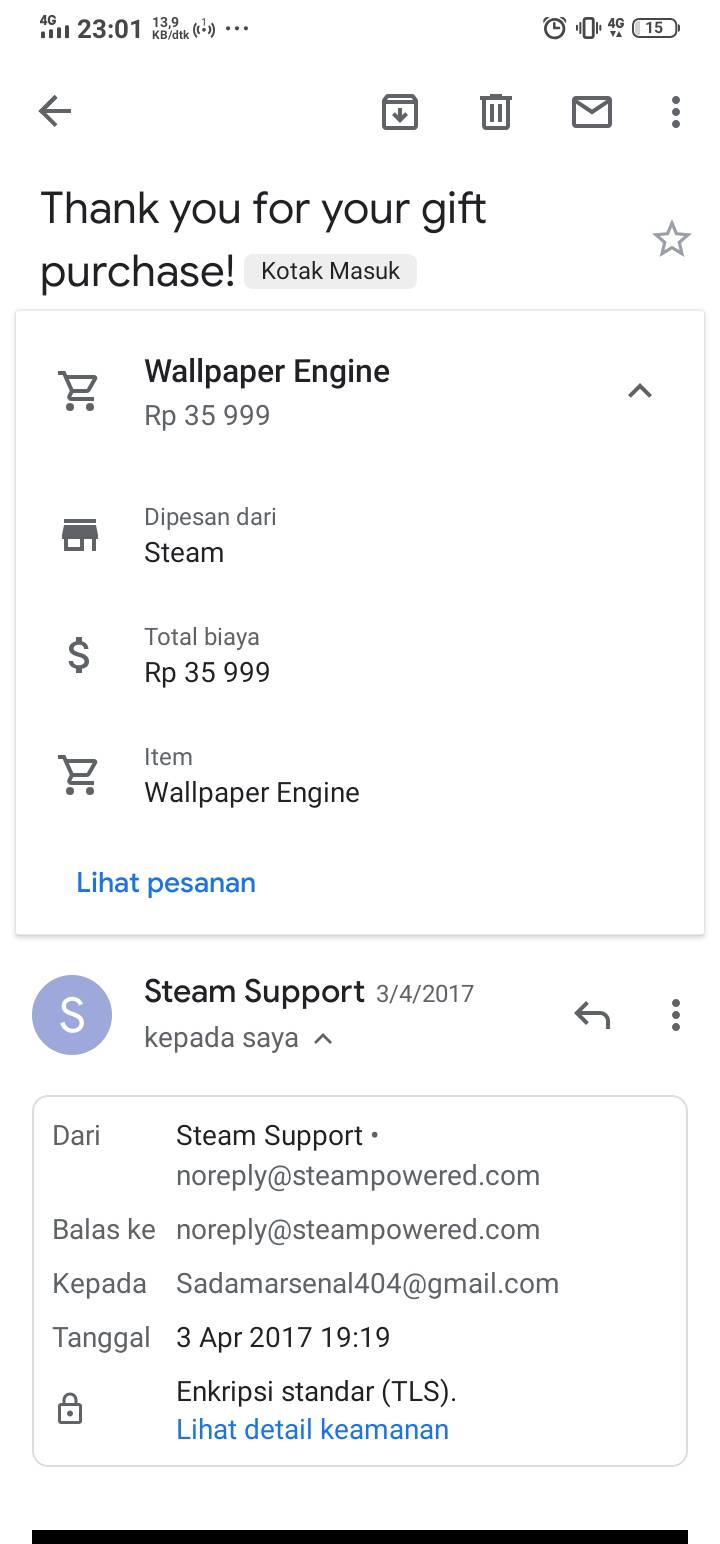 4G 23:01 13,9 KB/dtk 4G 15
Thank you for your gift
purchase! Kotak Masuk
Wallpaper Engine
Rp 35 999
Dipesan dari
Steam
$ Total biaya
Rp 35 999
Item
Wallpaper Engine
Lihat pesanan
S Steam Support 3/4/2017
kepada saya
Dari Steam Support •
noreply@steampowered.com
Balas ke noreply@steampowered.com
Kepada Sadamarsenal404@gmail.com
Tanggal 3 Apr 2017 19:19
Enkripsi standar (TLS).
Lihat detail keamanan